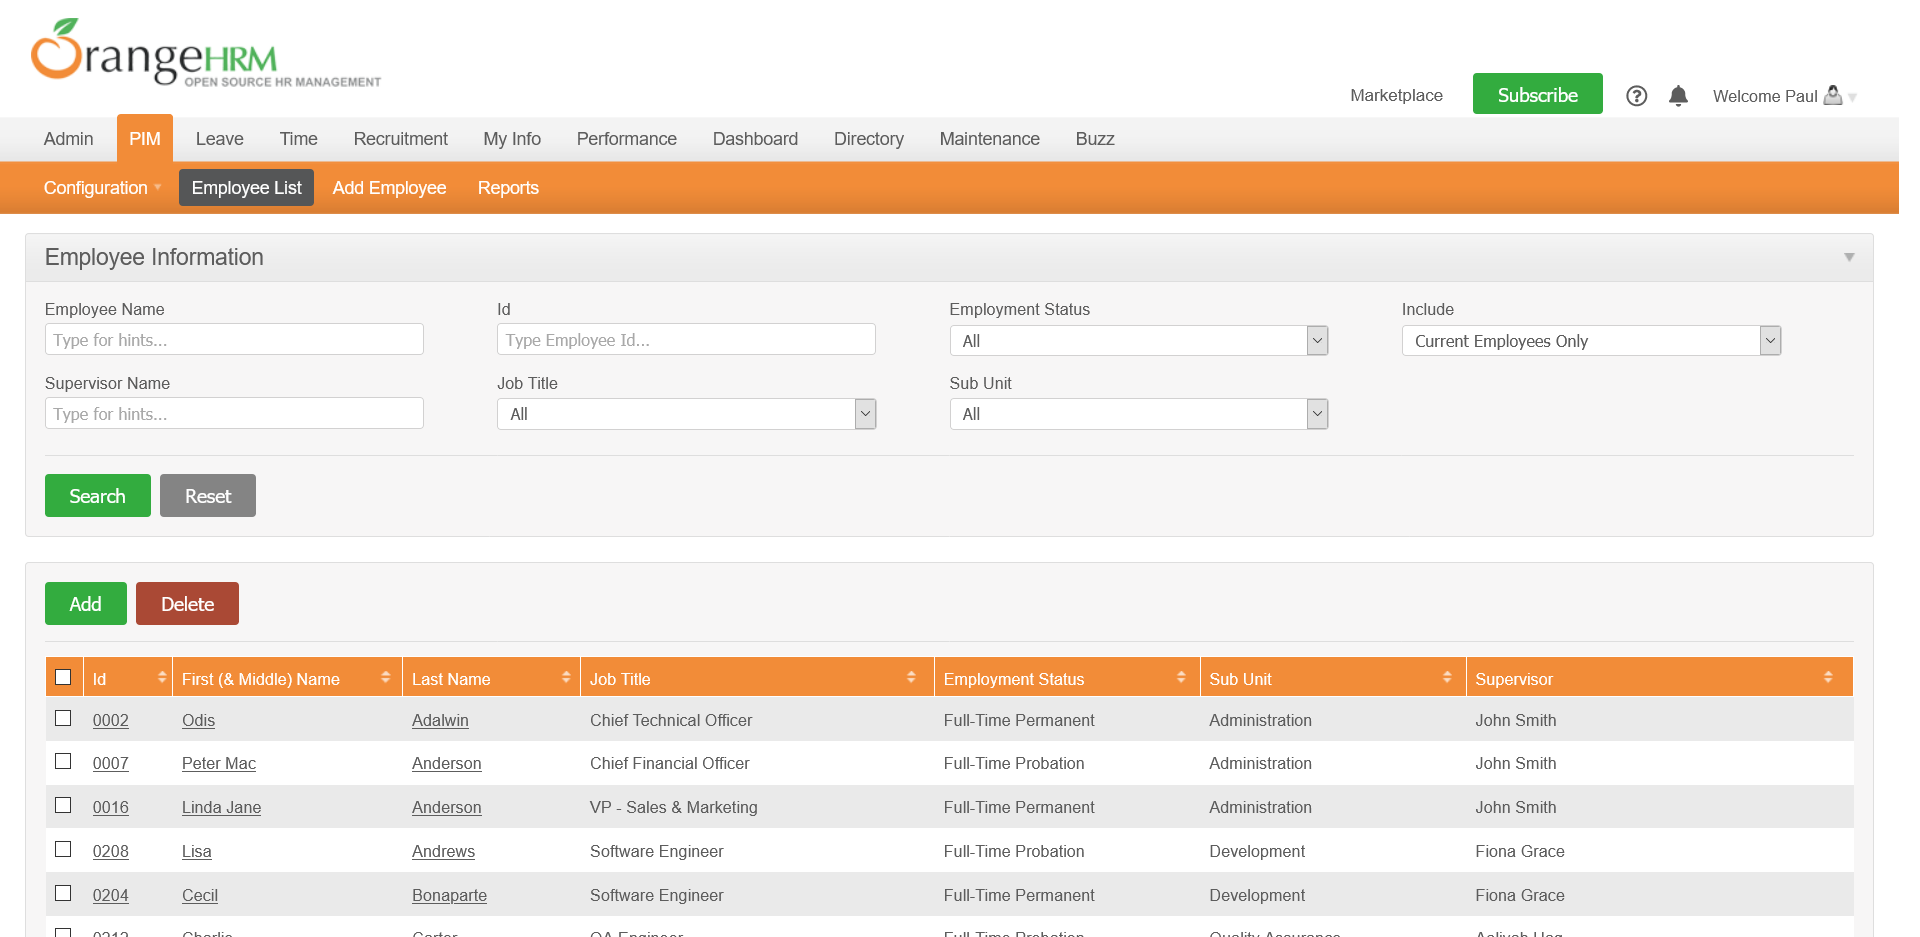 OrangeHRM
OPEN SOURCE HR MANAGEMENT
Marketplace Subscribe Welcome Paul
Admin PIM Leave Time Recruitment My Info Performance Dashboard Directory Maintenance Buzz
Configuration Employee List Add Employee Reports
Employee Information
Employee Name Id Employment Status Include
Type for hints... Type Employee Id... All Current Employees Only
Supervisor Name Job Title Sub Unit
Type for hints... All All
Search Reset
Add Delete
Id First (& Middle) Name Last Name Job Title Employment Status Sub Unit Supervisor
0002 Odis Adalwin Chief Technical Officer Full-Time Permanent Administration John Smith
0007 Peter Mac Anderson Chief Financial Officer Full-Time Probation Administration John Smith
0016 Linda Jane Anderson VP - Sales & Marketing Full-Time Permanent Administration John Smith
0208 Lisa Andrews Software Engineer Full-Time Probation Development Fiona Grace
0204 Cecil Bonaparte Software Engineer Full-Time Permanent Development Fiona Grace